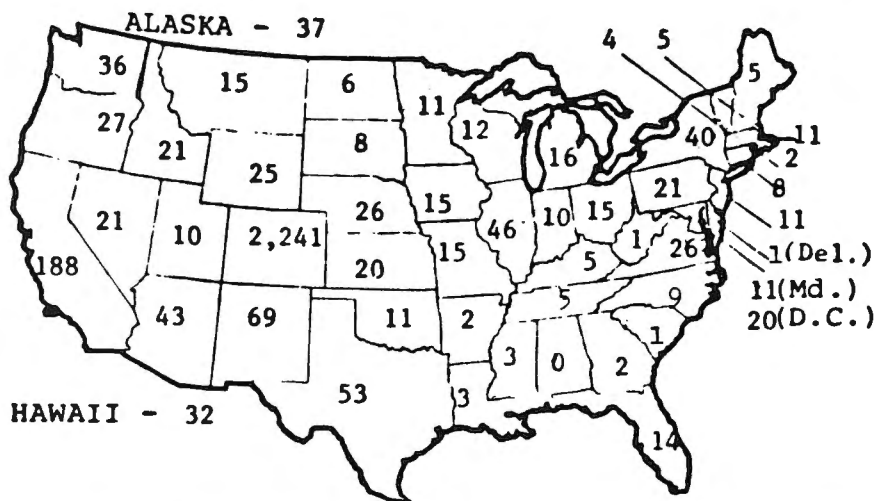 ALASKA - 37
4 5
36 15 6 11 12 16 5
27 21 8 40 11
25 2
21 10 2,241 26 15 46 10 15 21 8
11
188 20 15 5 1 26 1(Del.)
43 69 11 2 5 9 11(Md.)
20(D.C.)
53 3 3 0 2 1
HAWAII - 32
14